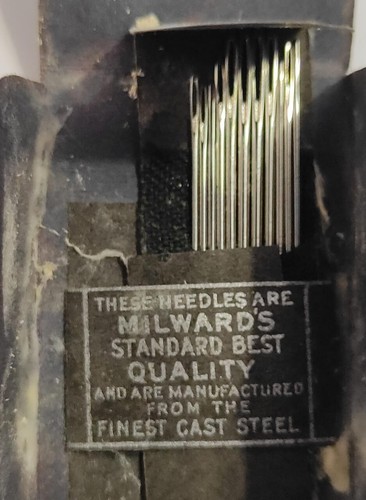 THESE NEEDLES ARE
MILWARD'S
STANDARD BEST
QUALITY
AND ARE MANUFACTURED
FROM THE
FINEST CAST STEEL